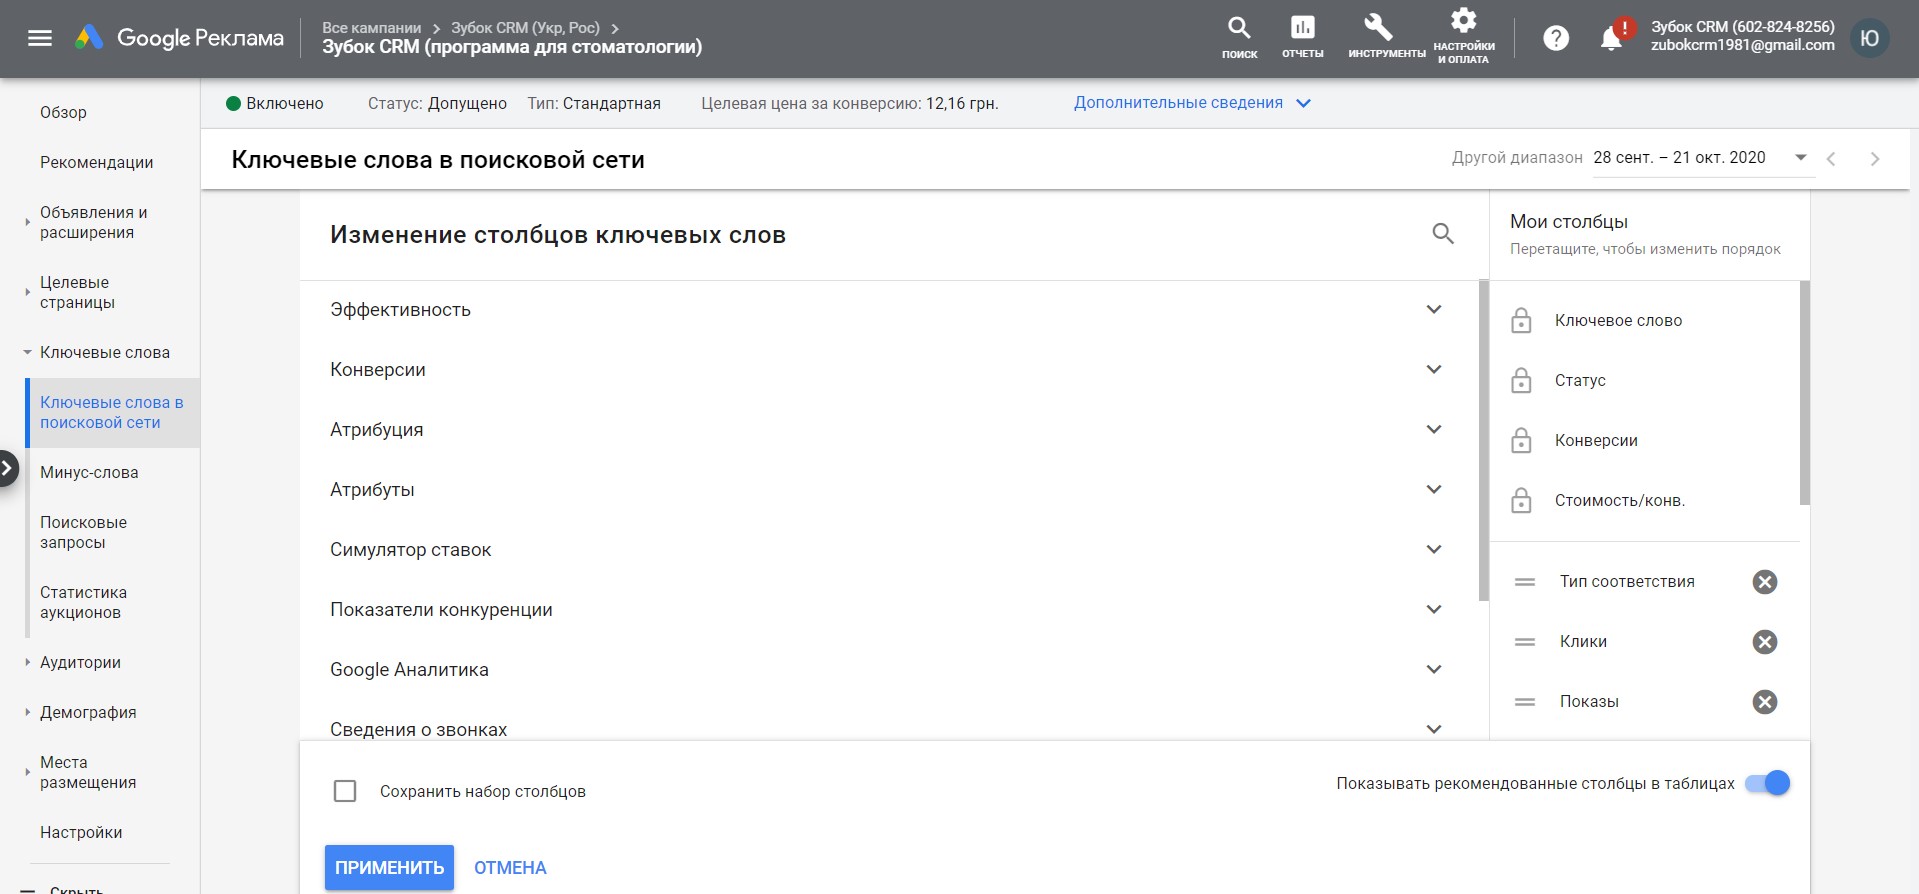 Google Реклама
Все кампании > Зубок CRM (Укр, Рос) >
Зубок CRM (программа для стоматологии)
ПОИСК
ОТЧЕТЫ
ИНСТРУМЕНТЫ
НАСТРОЙКИ
И ОПЛАТА
?
!
Зубок CRM (602-824-8256)
zubokcrm1981@gmail.com
Ю
Включено
Статус: Допущено
Тип: Стандартная
Целевая цена за конверсию: 12,16 грн.
Дополнительные сведения
Ключевые слова в поисковой сети
Другой диапазон
28 сент. – 21 окт. 2020
Обзор
Рекомендации
Объявления и
расширения
Целевые
страницы
Ключевые слова
Ключевые слова в
поисковой сети
Минус-слова
Поисковые
запросы
Статистика
аукционов
Аудитории
Демография
Места
размещения
Настройки
Скрыть
Изменение столбцов ключевых слов
Эффективность
Конверсии
Атрибуция
Атрибуты
Симулятор ставок
Показатели конкуренции
Google Аналитика
Сведения о звонках
Мои столбцы
Перетащите, чтобы изменить порядок
Ключевое слово
Статус
Конверсии
Стоимость/конв.
Тип соответствия
Клики
Показы
Сохранить набор столбцов
Показывать рекомендованные столбцы в таблицах
ПРИМЕНИТЬ
ОТМЕНА